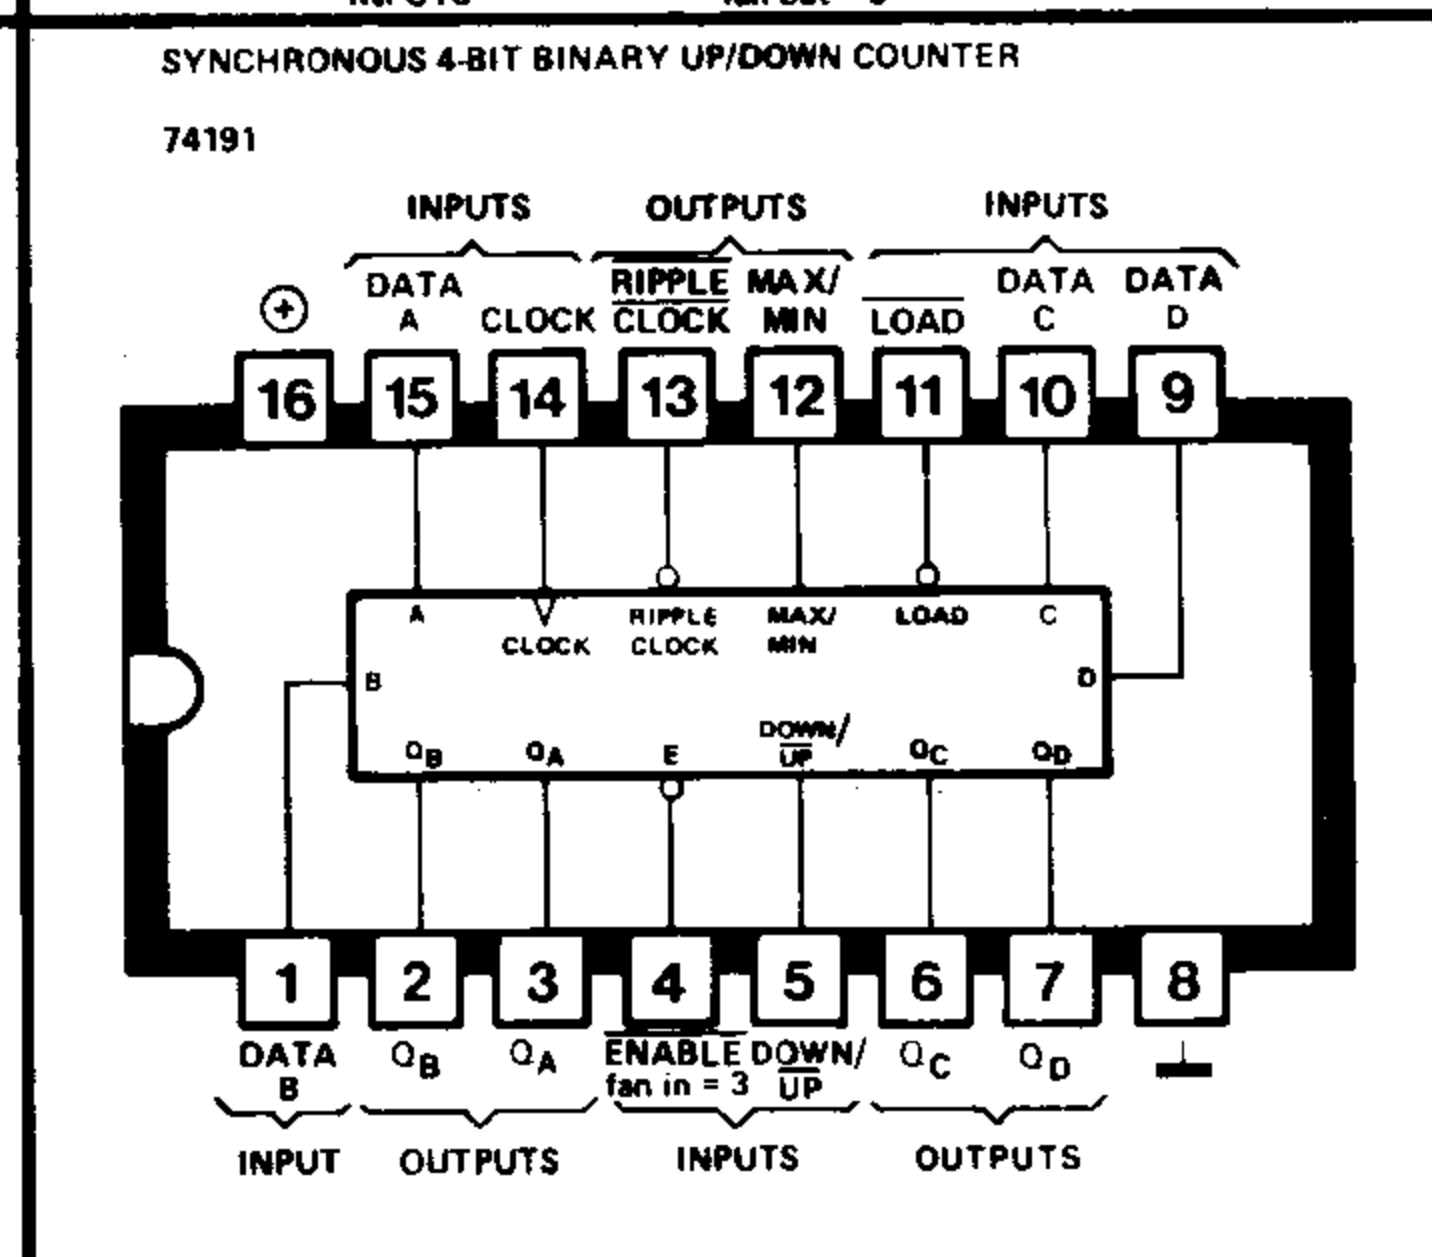 SYNCHRONOUS 4-BIT BINARY UP/DOWN COUNTER
74191
INPUTS OUTPUTS INPUTS
DATA RIPPLE MAX/ DATA DATA
+ A CLOCK CLOCK MIN LOAD C D
16 15 14 13 12 11 10 9
A RIPPLE MAX/ LOAD C
CLOCK CLOCK MIN
B D
DOWN/
QB QA E UP QC QD
1 2 3 4 5 6 7 8
DATA QB QA ENABLE DOWN/ QC QD
B fan in = 3 UP
INPUT OUTPUTS INPUTS OUTPUTS